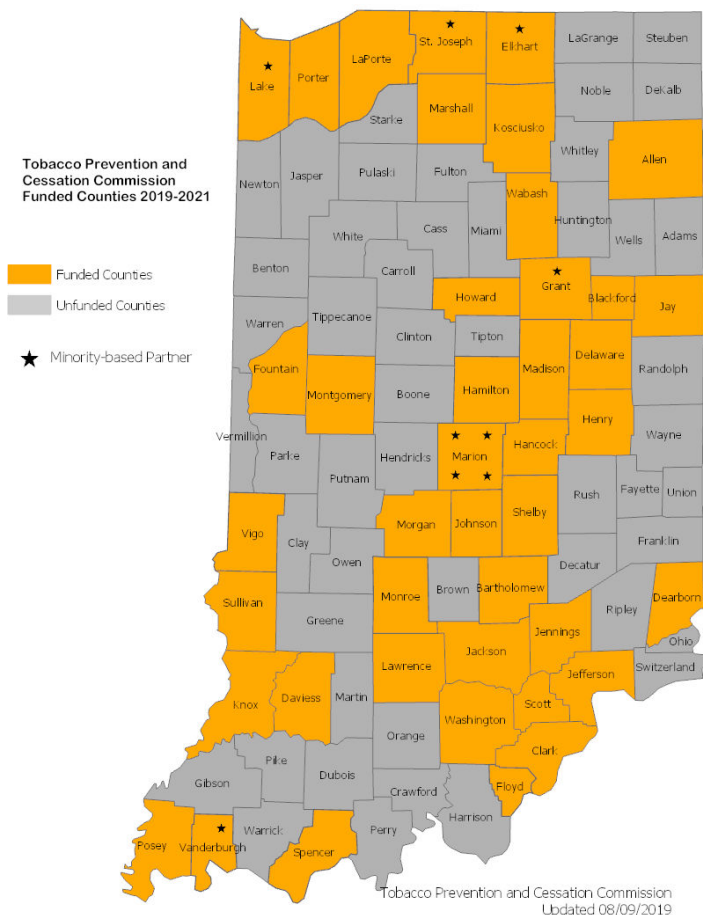 St. Joseph
Elkhart
LaGrange
Steuben
LaPorte
Lake
Porter
Noble
DeKalb
Marshall
Starke
Kosciusko
Whitley
Allen
Tobacco Prevention and
Cessation Commission
Funded Counties 2019-2021
Newton
Jasper
Pulaski
Fulton
Wabash
Huntington
White
Cass
Miami
Wells
Adams
Benton
Carroll
Funded Counties
Unfunded Counties
Grant
Howard
Blackford
Jay
Warren
Tippecanoe
Clinton
Tipton
Minority-based Partner
Fountain
Montgomery
Boone
Hamilton
Madison
Delaware
Randolph
Henry
Vermillion
Parke
Putnam
Hendricks
Marion
Hancock
Wayne
Rush
Fayette
Union
Vigo
Clay
Owen
Morgan
Johnson
Shelby
Franklin
Decatur
Sullivan
Greene
Monroe
Brown
Bartholomew
Dearborn
Ripley
Jennings
Ohio
Switzerland
Knox
Daviess
Martin
Lawrence
Jackson
Jefferson
Scott
Washington
Orange
Clark
Gibson
Pike
Dubois
Crawford
Floyd
Harrison
Posey
Vanderburgh
Warrick
Spencer
Perry
Tobacco Prevention and Cessation Commission
Updated 08/09/2019